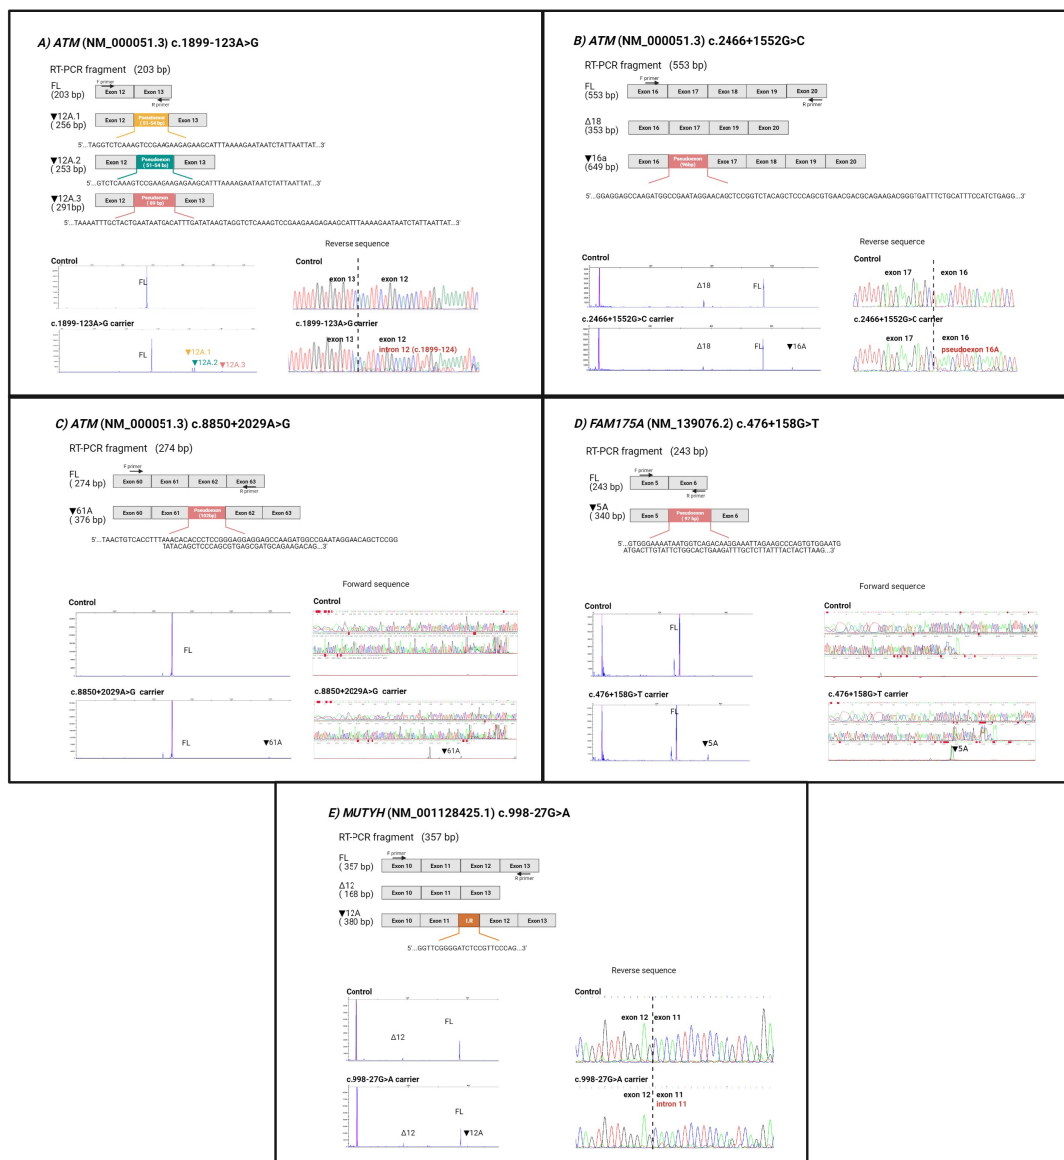 A) ATM (NM_000051.3) c.1899-123A>G
RT-PCR fragment (203 bp)
F primer
FL
(203 bp)
Exon 12 Exon 13
R primer
▼12A.1
(256 bp)
Exon 12 Pseudoexon (51-54 bp) Exon 13
5'...TAGGTCTCAAAGTCCGAAGAAGAGAAGCATTTAAAAGAATAATCTATTAATTAT...3'
▼12A.2
(253 bp)
Exon 12 Pseudoexon (51-54 bp) Exon 13
5'...GTCTCAAAGTCCGAAGAAGAGAAGCATTTAAAAGAATAATCTATTAATTAT...3'
▼12A.3
(291bp)
Exon 12 Pseudoexon (89 bp) Exon 13
5'...TAAAATTTGCTACTGAATAATCACATTTGATATAAGTAGGTCTCAAAGTCCGAAGAAGAGAAGCATTTAAAAGAATAATCTATTAATTAT...3'
Reverse sequence
Control
FL
Control
exon 13 exon 12
c.1899-123A>G carrier
FL
▼12A.1
▼12A.2
▼12A.3
c.1899-123A>G carrier
exon 13 exon 12
intron 12 (c.1899-124)
B) ATM (NM_000051.3) c.2466+1552G>C
RT-PCR fragment (553 bp)
F primer
FL
(553 bp)
Exon 16 Exon 17 Exon 18 Exon 19 Exon 20
R primer
Δ18
(353 bp)
Exon 16 Exon 17 Exon 19 Exon 20
▼16a
(649 bp)
Exon 16 Pseudoexon (96bp) Exon 17 Exon 18 Exon 19 Exon 20
5'...GGAGGAGCCAAGATGGCCGAATAGGAACAGCTCCGGTCTACAGCTCCCAGCGTGAACGACGCAGAAGACGGGTGATTTCTGCATTTCCATCTGAGG...3'
Reverse sequence
Control
Δ18 FL
Control
exon 17 exon 16
c.2466+1552G>C carrier
Δ18 FL ▼16A
c.2466+1552G>C carrier
exon 17 exon 16
pseudoexon 16A
C) ATM (NM_000051.3) c.8850+2029A>G
RT-PCR fragment (274 bp)
F primer
FL
( 274 bp)
Exon 60 Exon 61 Exon 62 Exon 63
R primer
▼61A
( 376 bp)
Exon 60 Exon 61 Pseudoexon (102bp) Exon 62 Exon 63
5'...TAACTGTCACCTTTAAACACACCCTCCGGGAGGAGGAGCCAAGATGGCCGAATAGGAACAGCTCCGG
TATACAGCTCCCAGCGTGAGCGATGCAGAAGACAG...3'
Forward sequence
Control
FL
Control
c.8850+2029A>G carrier
FL
▼61A
c.8850+2029A>G carrier
▼61A
D) FAM175A (NM_139076.2) c.476+158G>T
RT-PCR fragment (243 bp)
F primer
FL
(243 bp)
Exon 5 Exon 6
R primer
▼5A
( 340 bp)
Exon 5 Pseudoexon ( 97 bp) Exon 6
5'...GTGGGAAAATAATGGTCAGACAAGGAAATTAGAAGCCCAGTGTGGAATG
ATGACTTGTATTCTGGCACTGAAGATTTGCTCTTATTTACTACTTAAG...3'
Forward sequence
Control
FL
Control
c.476+158G>T carrier
FL
▼5A
c.476+158G>T carrier
▼5A
E) MUTYH (NM_001128425.1) c.998-27G>A
RT-PCR fragment (357 bp)
F primer
FL
( 357 bp)
Exon 10 Exon 11 Exon 12 Exon 13
R primer
Δ12
( 168 bp)
Exon 10 Exon 11 Exon 13
▼12A
( 380 bp)
Exon 10 Exon 11 I.R Exon 12 Exon13
5'...GGTTCGGGGATCTCCGTTCCCAG...3'
Reverse sequence
Control
Δ12 FL
Control
exon 12 exon 11
c.998-27G>A carrier
Δ12 FL ▼12A
c.998-27G>A carrier
exon 12 exon 11
intron 11